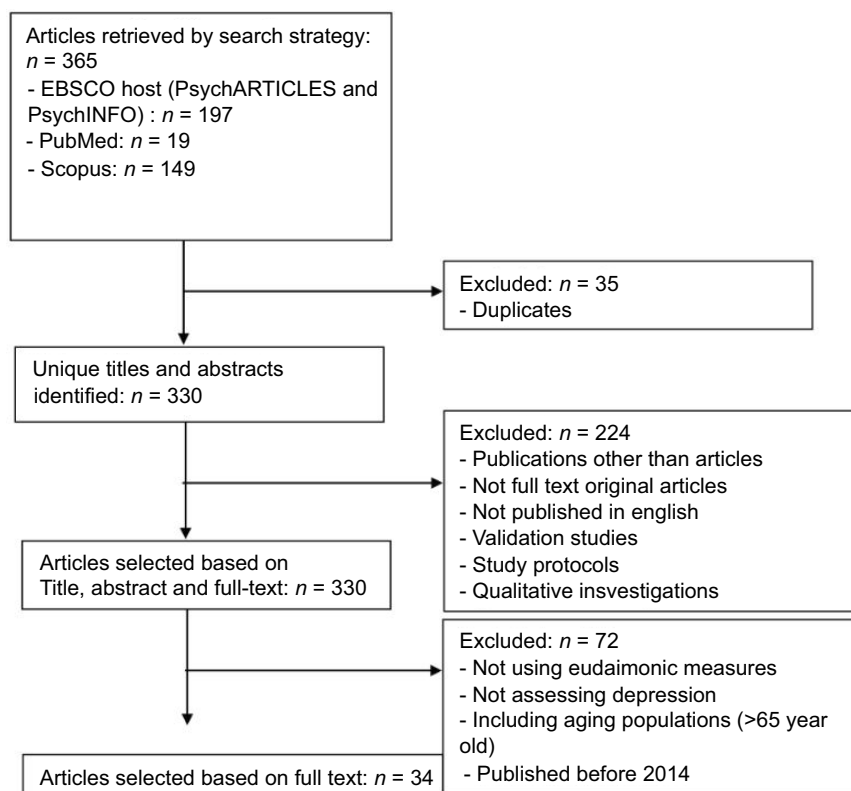 Articles retrieved by search strategy:
n = 365
- EBSCO host (PsychARTICLES and
PsychINFO) : n = 197
- PubMed: n = 19
- Scopus: n = 149
Excluded: n = 35
- Duplicates
Unique titles and abstracts
identified: n = 330
Excluded: n = 224
- Publications other than articles
- Not full text original articles
- Not published in english
- Validation studies
- Study protocols
- Qualitative insvestigations
Articles selected based on
Title, abstract and full-text: n = 330
Excluded: n = 72
- Not using eudaimonic measures
- Not assessing depression
- Including aging populations (>65 year
old)
- Published before 2014
Articles selected based on full text: n = 34